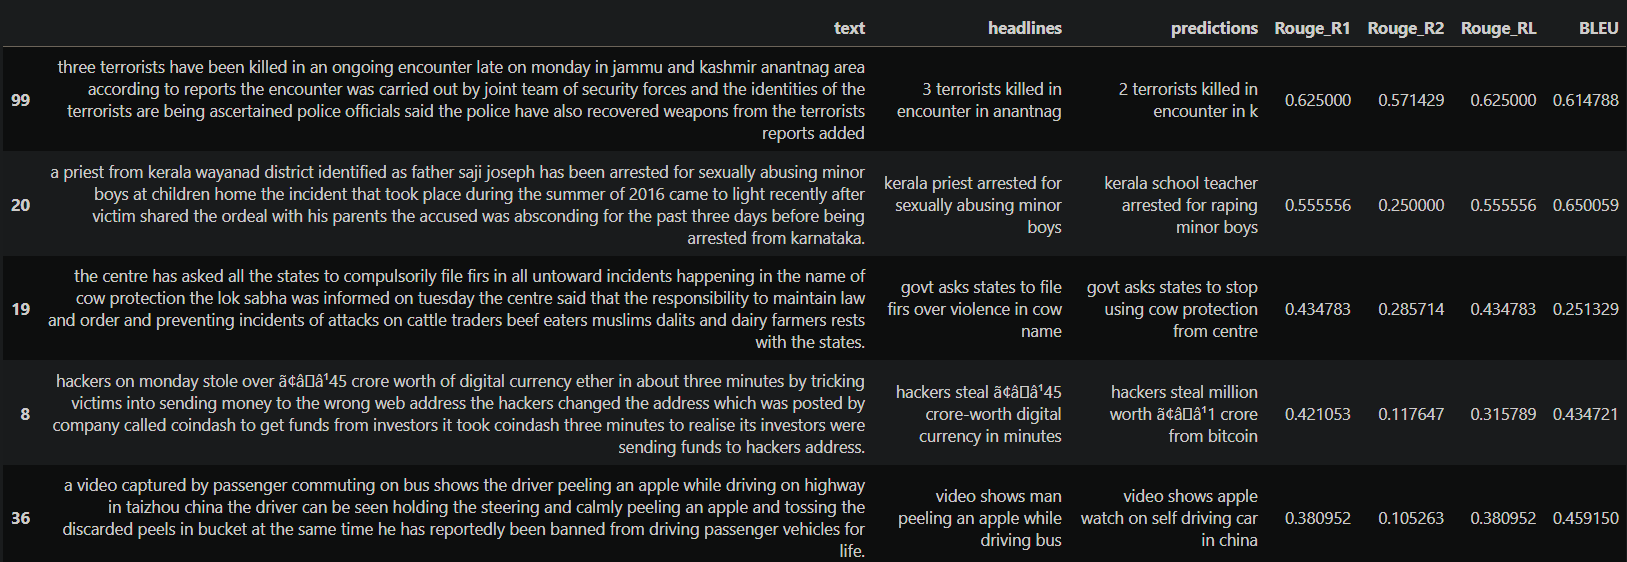 text headlines predictions Rouge_R1 Rouge_R2 Rouge_RL BLEU
99
three terrorists have been killed in an ongoing encounter late on monday in jammu and kashmir anantnag area
according to reports the encounter was carried out by joint team of security forces and the identities of the
terrorists are being ascertained police officials said the police have also recovered weapons from the terrorists
reports added
3 terrorists killed in
encounter in anantnag
2 terrorists killed in
encounter in k
0.625000 0.571429 0.625000 0.614788
20
a priest from kerala wayanad district identified as father saji joseph has been arrested for sexually abusing minor
boys at children home the incident that took place during the summer of 2016 came to light recently after
victim shared the ordeal with his parents the accused was absconding for the past three days before being
arrested from karnataka.
kerala priest arrested for
sexually abusing minor
boys
kerala school teacher
arrested for raping
minor boys
0.555556 0.250000 0.555556 0.650059
19
the centre has asked all the states to compulsorily file firs in all untoward incidents happening in the name of
cow protection the lok sabha was informed on tuesday the centre said that the responsibility to maintain law
and order and preventing incidents of attacks on cattle traders beef eaters muslims dalits and dairy farmers rests
with the states.
govt asks states to file
firs over violence in cow
name
govt asks states to stop
using cow protection
from centre
0.434783 0.285714 0.434783 0.251329
8
hackers on monday stole over ã¢â□â¹45 crore worth of digital currency ether in about three minutes by tricking
victims into sending money to the wrong web address the hackers changed the address which was posted by
company called coindash to get funds from investors it took coindash three minutes to realise its investors were
sending funds to hackers address.
hackers steal ã¢â□â¹45
crore-worth digital
currency in minutes
hackers steal million
worth ã¢â□â¹1 crore
from bitcoin
0.421053 0.117647 0.315789 0.434721
36
a video captured by passenger commuting on bus shows the driver peeling an apple while driving on highway
in taizhou china the driver can be seen holding the steering and calmly peeling an apple and tossing the
discarded peels in bucket at the same time he has reportedly been banned from driving passenger vehicles for
life.
video shows man
peeling an apple while
driving bus
video shows apple
watch on self driving car
in china
0.380952 0.105263 0.380952 0.459150